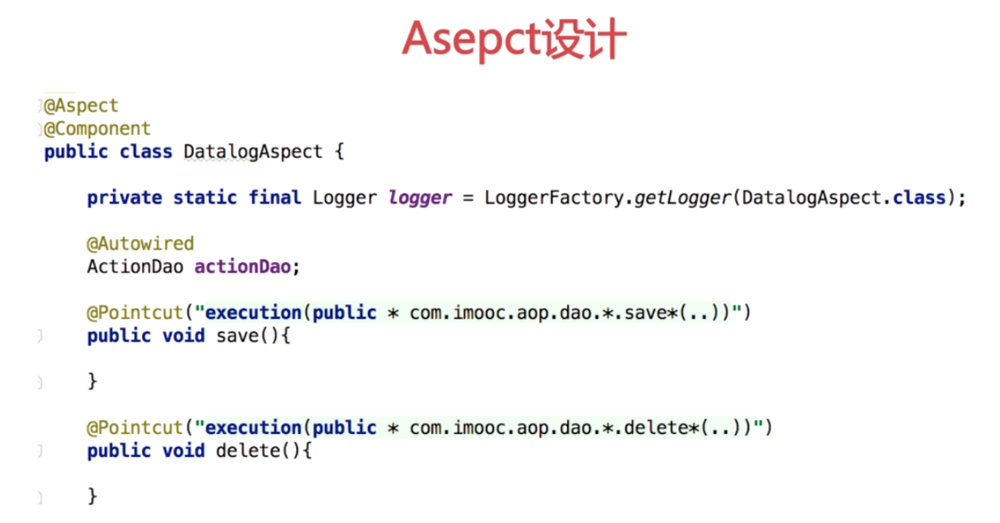 Asepct设计
@Aspect
@Component
public class DatalogAspect {
private static final Logger logger = LoggerFactory.getLogger(DatalogAspect.class);
@Autowired
ActionDao actionDao;
@Pointcut("execution(public * com.imooc.aop.dao.*.save*(..))")
public void save(){
}
@Pointcut("execution(public * com.imooc.aop.dao.*.delete*(..))")
public void delete(){
}